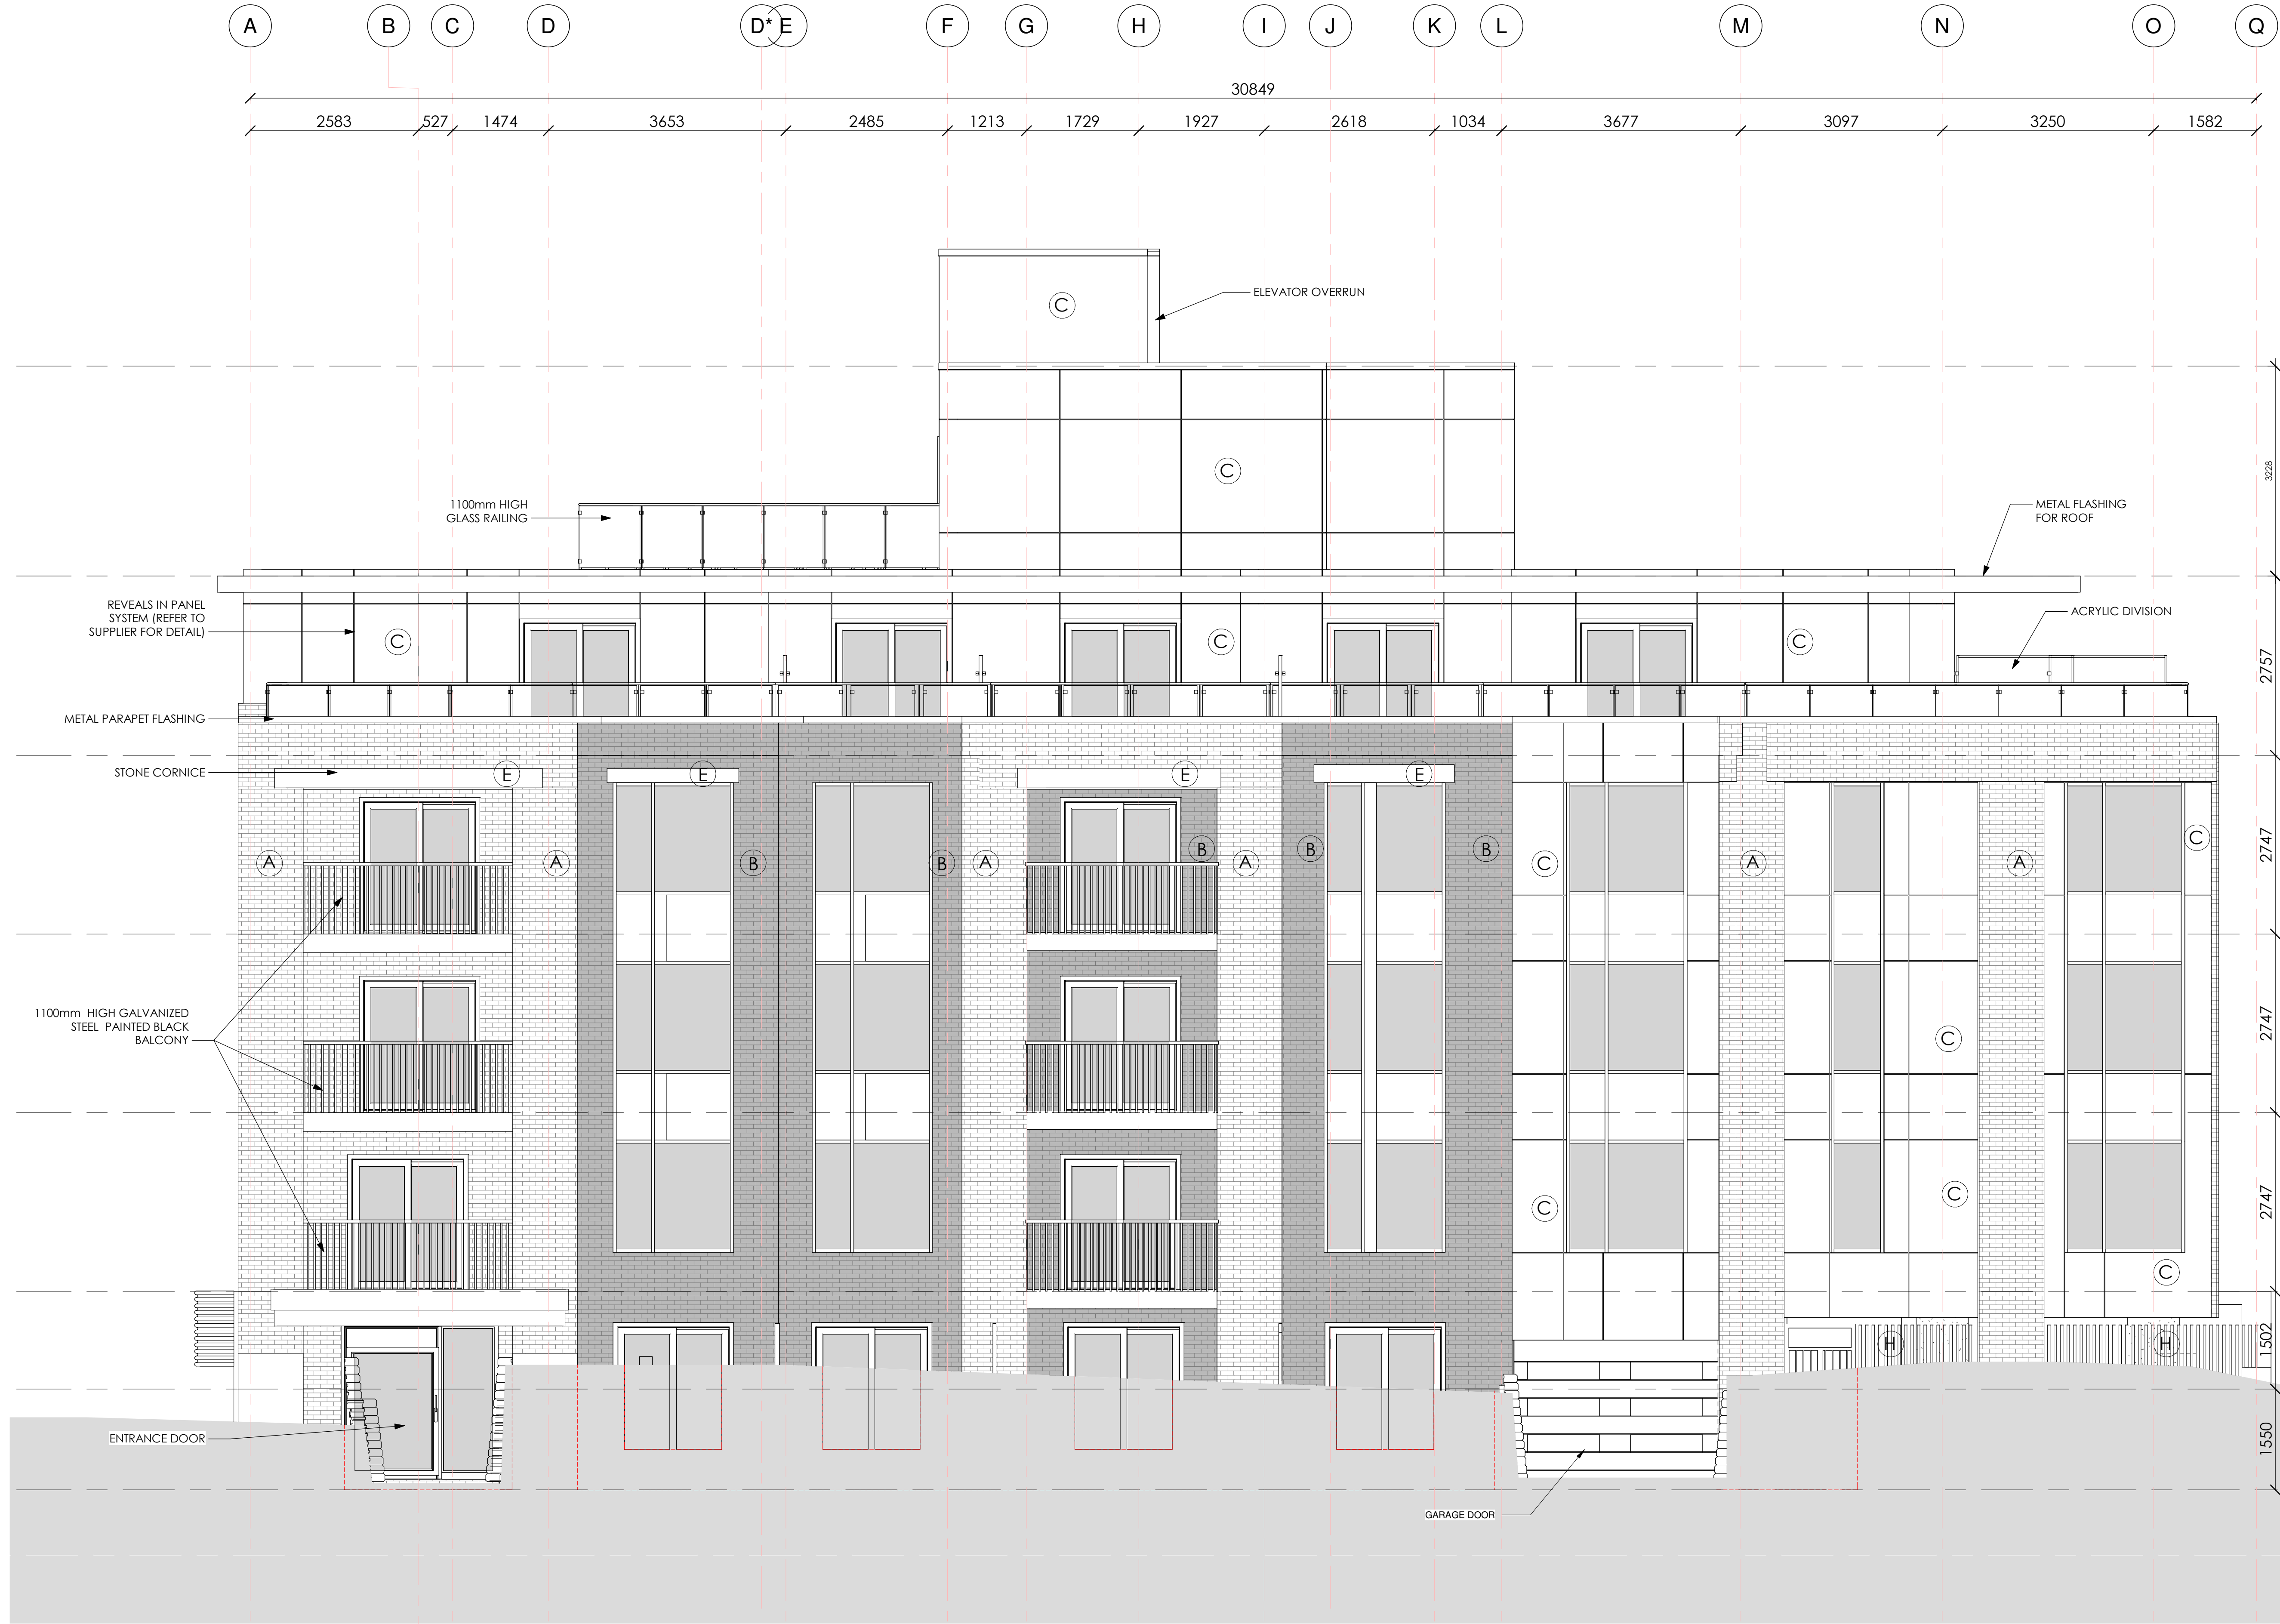 A B C D D* E F G H I J K L M N O Q
30849
2583 527 1474 3653 2485 1213 1729 1927 2618 1034 3677 3097 3250 1582
ELEVATOR OVERRUN
C
C
3228
1100mm HIGH
GLASS RAILING
METAL FLASHING
FOR ROOF
REVEALS IN PANEL
SYSTEM (REFER TO
SUPPLIER FOR DETAIL)
ACRYLIC DIVISION
C C C
2757
METAL PARAPET FLASHING
STONE CORNICE
E E E E
A A B B A B A B B C A A C
2747
1100mm  HIGH GALVANIZED
STEEL  PAINTED BLACK
BALCONY
C
2747
C C
2747
C
H H
1502
ENTRANCE DOOR
1550
GARAGE DOOR